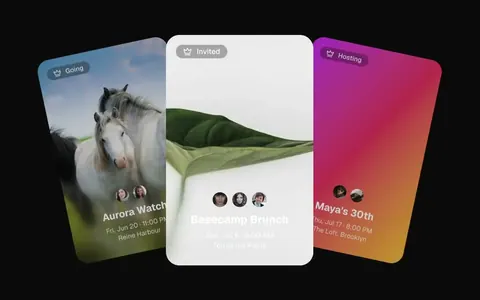 Going
Aurora Watch
Fri, Jun 20 · 11:00 PM
Reine Harbour
Invited
Basecamp Brunch
Hosting
Maya's 30th
Thu, Jul 17 · 8:00 PM
The Loft, Brooklyn